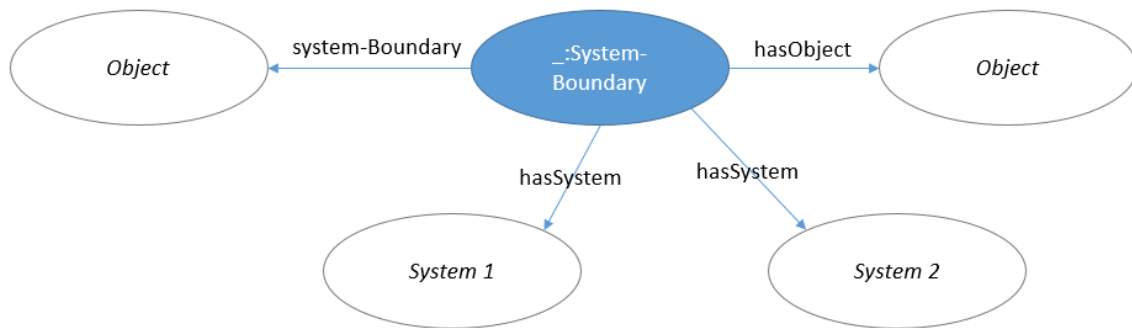 system-Boundary
_:System-
Boundary
hasObject
Object
Object
hasSystem
hasSystem
System 1
System 2